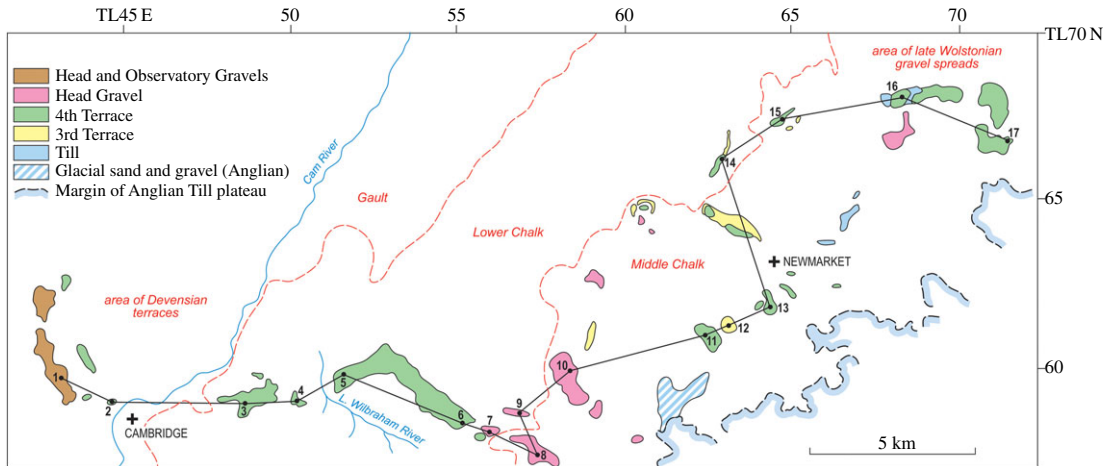 TL45 E
50
55
60
65
70
TL70 N
Head and Observatory Gravels
Head Gravel
4th Terrace
3rd Terrace
Till
Glacial sand and gravel (Anglian)
Margin of Anglian Till plateau
area of late Wolstonian
gravel spreads
Cam River
Gault
Lower Chalk
Middle Chalk
NEWMARKET
area of Devensian
terraces
CAMBRIDGE
L. Wilbraham River
65
60
1
2
3
4
5
6
7
8
9
10
11
12
13
14
15
16
17
5 km